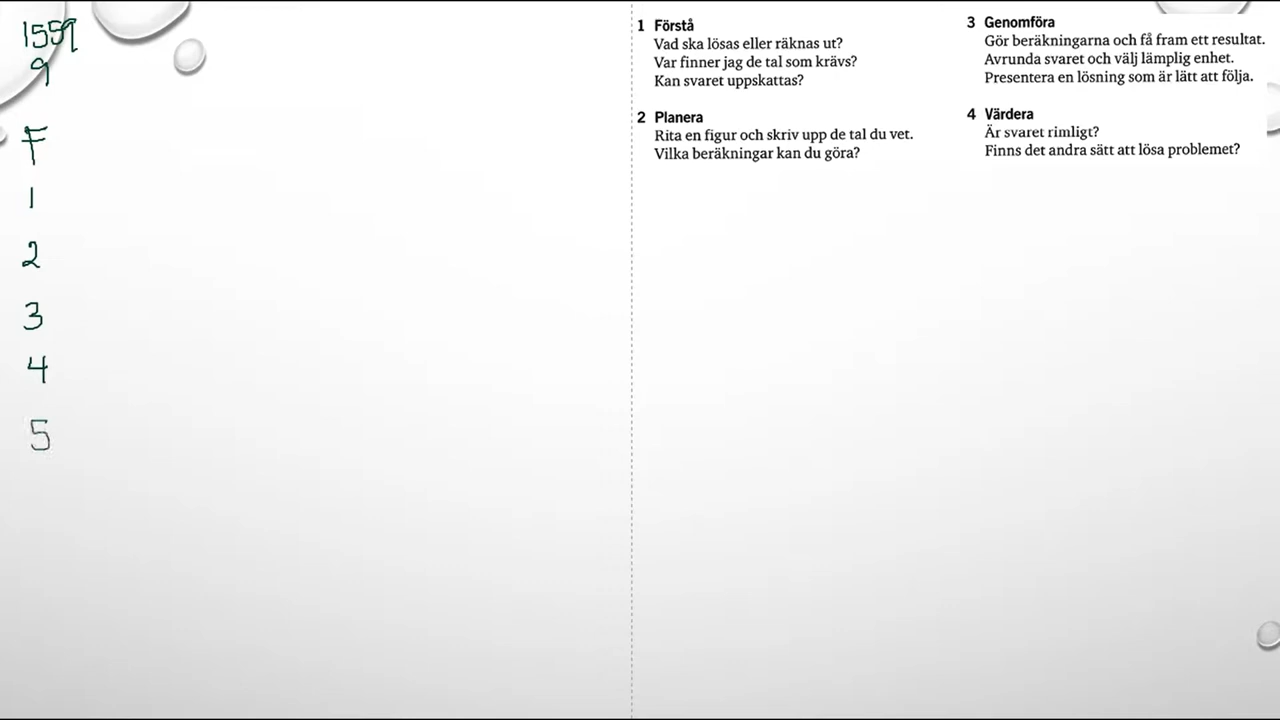 1559
9
F
1
2
3
4
5
1 Förstå
Vad ska lösas eller räknas ut?
Var finner jag de tal som krävs?
Kan svaret uppskattas?
2 Planera
Rita en figur och skriv upp de tal du vet.
Vilka beräkningar kan du göra?
3 Genomföra
Gör beräkningarna och få fram ett resultat.
Avrunda svaret och välj lämplig enhet.
Presentera en lösning som är lätt att följa.
4 Värdera
Är svaret rimligt?
Finns det andra sätt att lösa problemet?